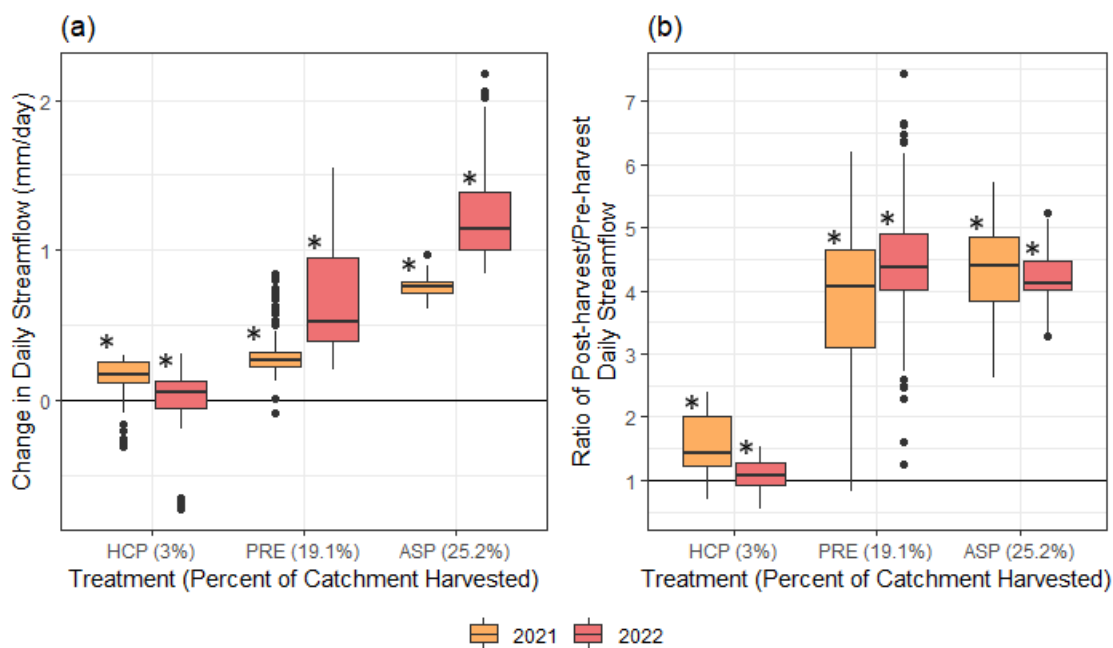 (a)
Change in Daily Streamflow (mm/day)
2
1
0
*
*
*
*
*
*
HCP (3%) PRE (19.1%) ASP (25.2%)
Treatment (Percent of Catchment Harvested)
(b)
Ratio of Post-harvest/Pre-harvest
Daily Streamflow
7
6
5
4
3
2
1
*
*
*
*
*
*
HCP (3%) PRE (19.1%) ASP (25.2%)
Treatment (Percent of Catchment Harvested)
2021 2022